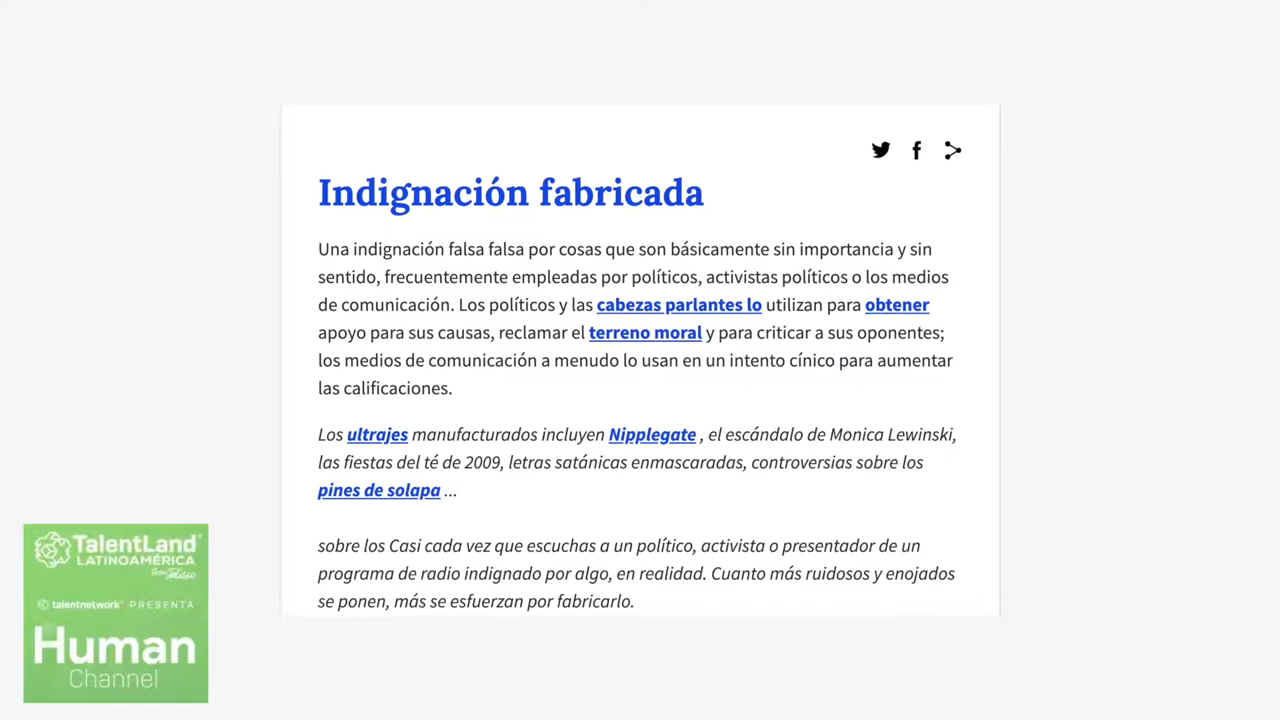 Indignación fabricada
Una indignación falsa falsa por cosas que son básicamente sin importancia y sin
sentido, frecuentemente empleadas por políticos, activistas políticos o los medios
de comunicación. Los políticos y las cabezas parlantes lo utilizan para obtener
apoyo para sus causas, reclamar el terreno moral y para criticar a sus oponentes;
los medios de comunicación a menudo lo usan en un intento cínico para aumentar
las calificaciones.
Los ultrajes manufacturados incluyen Nipplegate , el escándalo de Monica Lewinski,
las fiestas del té de 2009, letras satánicas enmascaradas, controversias sobre los
pines de solapa ...
sobre los Casi cada vez que escuchas a un político, activista o presentador de un
programa de radio indignado por algo, en realidad. Cuanto más ruidosos y enojados
se ponen, más se esfuerzan por fabricarlo.
TalentLand
LATINOAMÉRICA
From Jalisco
talentnetwork PRESENTA
Human
Channel